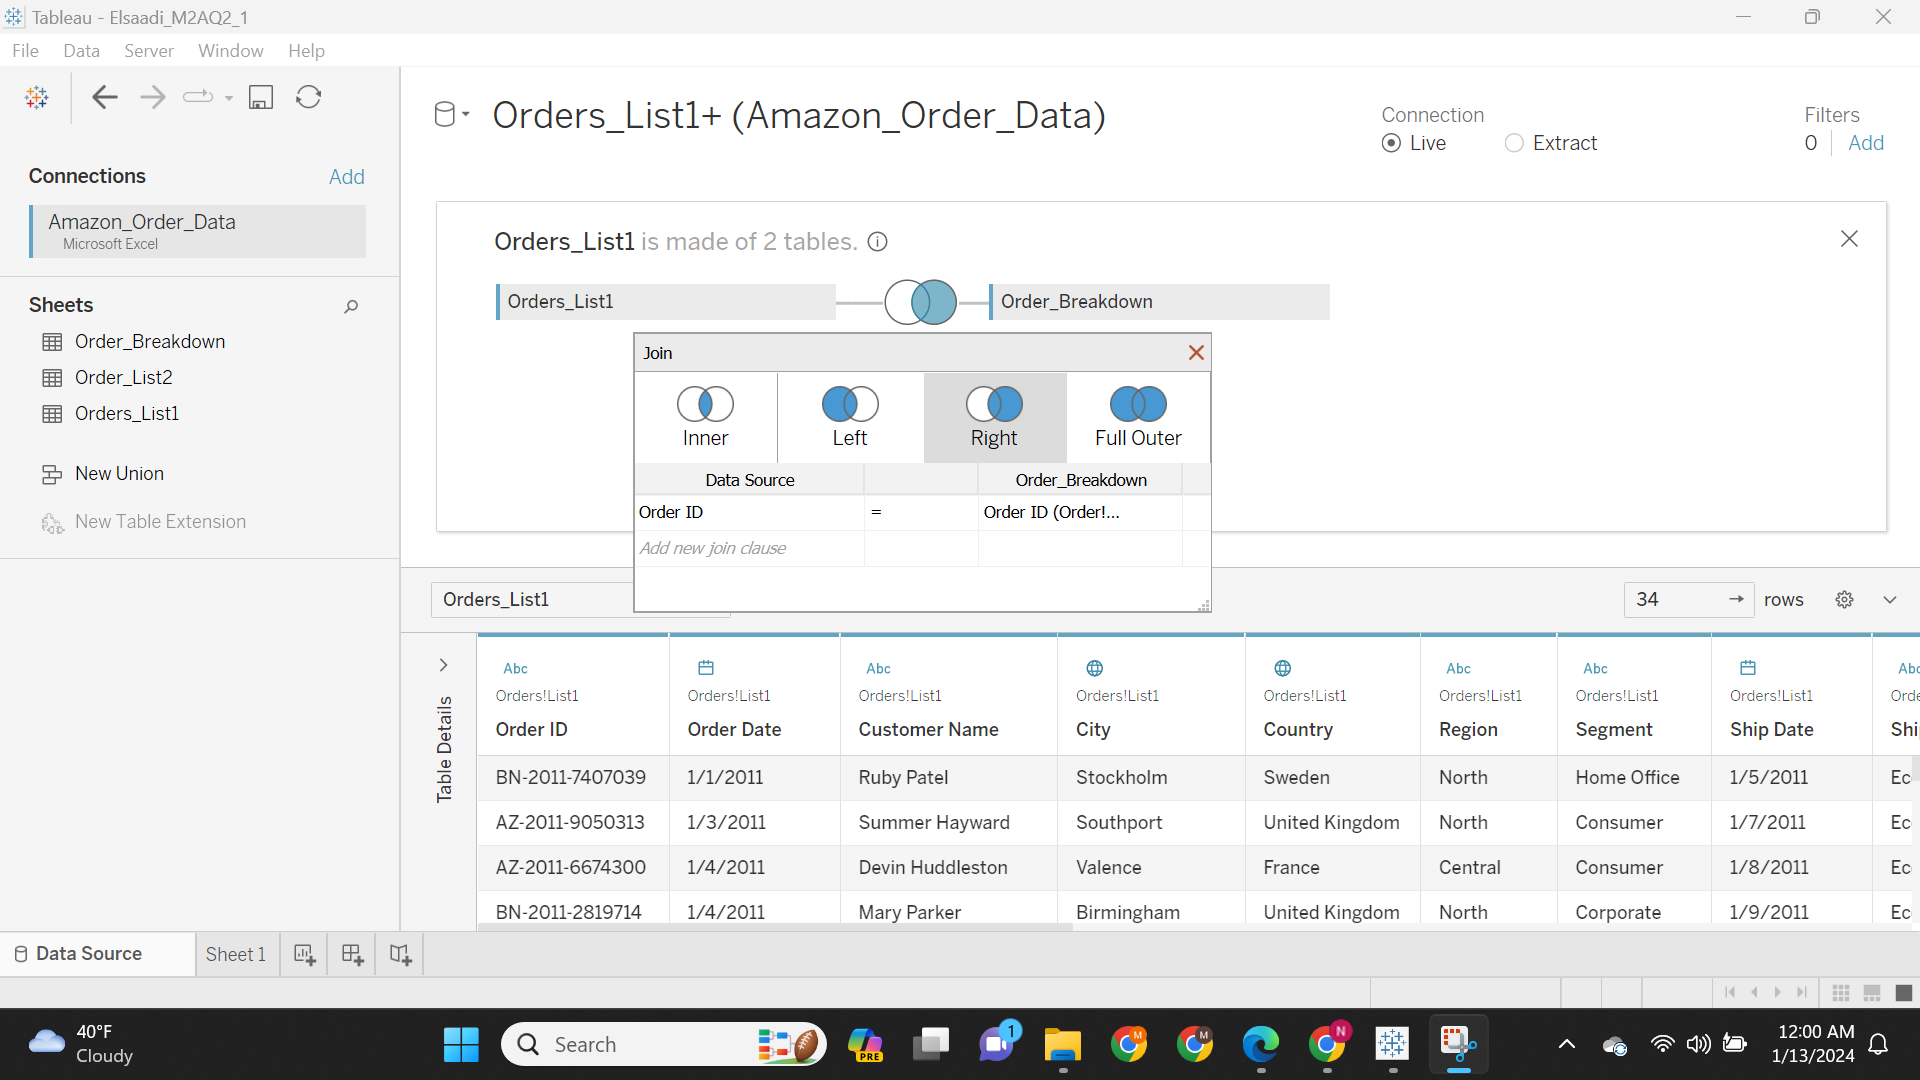 Tableau - Elsaadi_M2AQ2_1
File Data Server Window Help
Connections Add
Amazon_Order_Data
Microsoft Excel
Sheets
Order_Breakdown
Order_List2
Orders_List1
New Union
New Table Extension
Orders_List1+ (Amazon_Order_Data)
Connection
Live Extract
Filters
0 Add
Orders_List1 is made of 2 tables.
Orders_List1 Order_Breakdown
Join
Inner Left Right Full Outer
Data Source Order_Breakdown
Order ID = Order ID (Order!...
Add new join clause
Orders_List1 34 → rows
Table Details
Abc Abc Abc Abc Abc
Orders!List1 Orders!List1 Orders!List1 Orders!List1 Orders!List1 Orders!List1 Orders!List1 Orders!List1 Orde
Order ID Order Date Customer Name City Country Region Segment Ship Date Shi
BN-2011-7407039 1/1/2011 Ruby Patel Stockholm Sweden North Home Office 1/5/2011 Ec
AZ-2011-9050313 1/3/2011 Summer Hayward Southport United Kingdom North Consumer 1/7/2011 Ec
AZ-2011-6674300 1/4/2011 Devin Huddleston Valence France Central Consumer 1/8/2011 Ec
BN-2011-2819714 1/4/2011 Mary Parker Birmingham United Kingdom North Corporate 1/9/2011 Ec
Data Source Sheet 1
40°F
Cloudy
Search
PRE
1
M
M
N
12:00 AM
1/13/2024